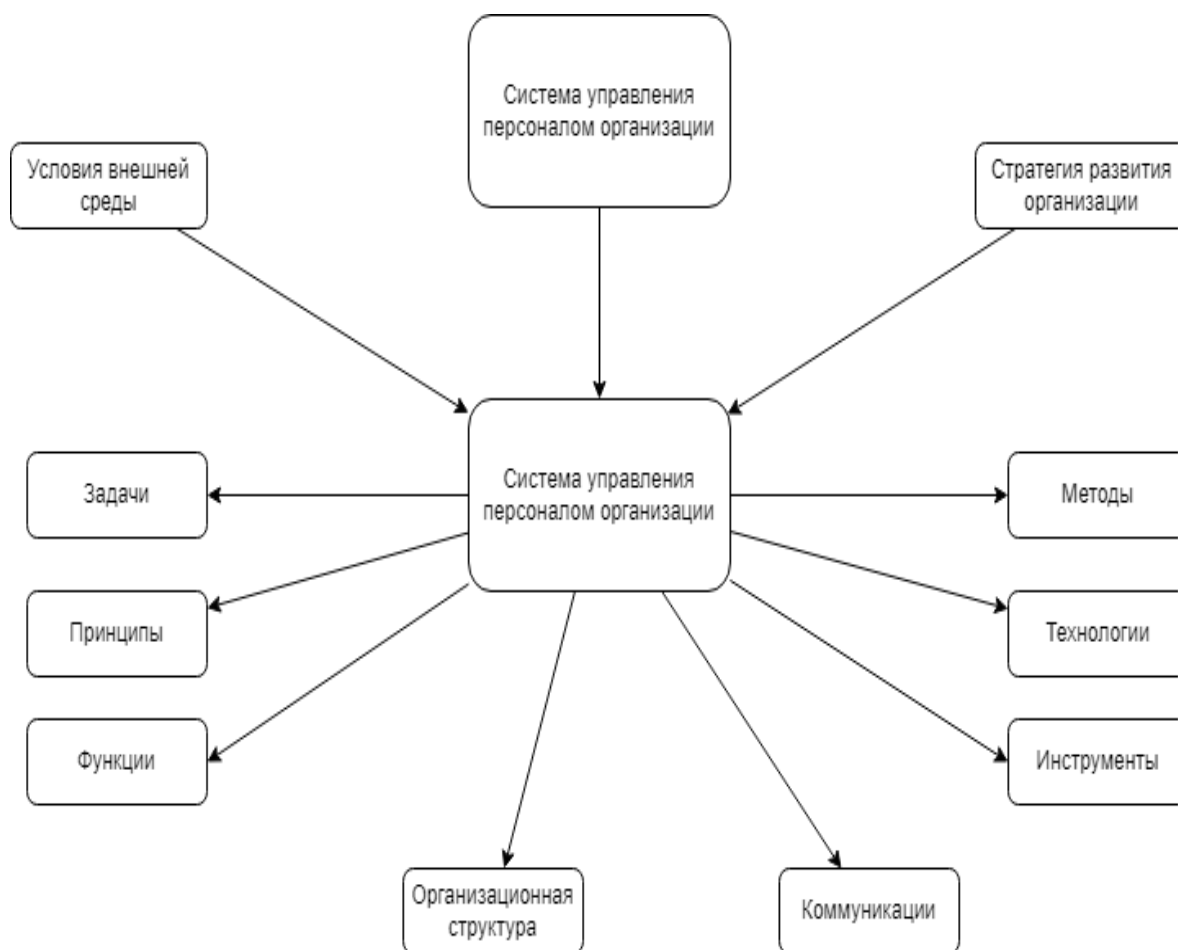 Система управления
персоналом организации
Условия внешней
среды
Стратегия развития
организации
Система управления
персоналом организации
Задачи
Методы
Принципы
Технологии
Функции
Инструменты
Организационная
структура
Коммуникации